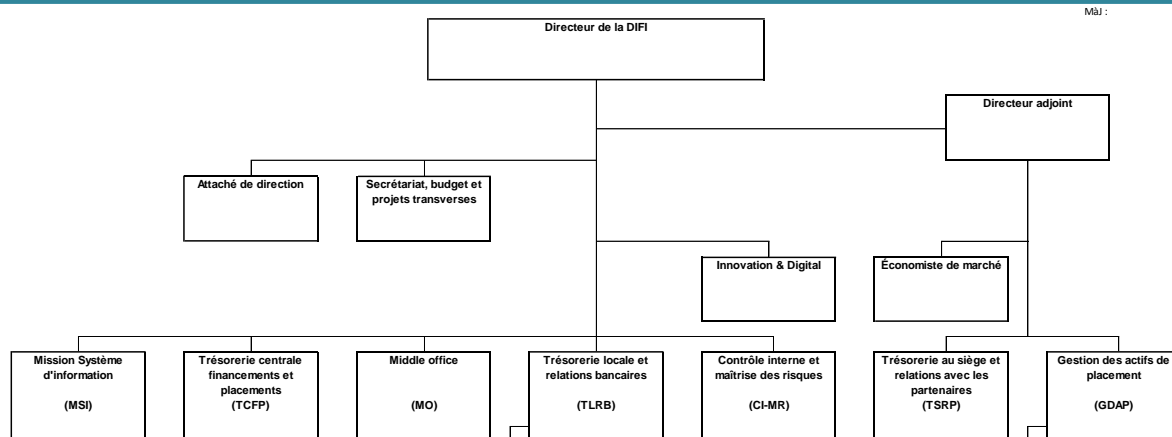 MàJ :
Directeur de la DIFI
Directeur adjoint
Attaché de direction
Secrétariat, budget et
projets transverses
Innovation & Digital
Économiste de marché
Mission Système
d'information
(MSI)
Trésorerie centrale
financements et
placements
(TCFP)
Middle office
(MO)
Trésorerie locale et
relations bancaires
(TLRB)
Contrôle interne et
maîtrise des risques
(CI-MR)
Trésorerie au siège et
relations avec les
partenaires
(TSRP)
Gestion des actifs de
placement
(GDAP)